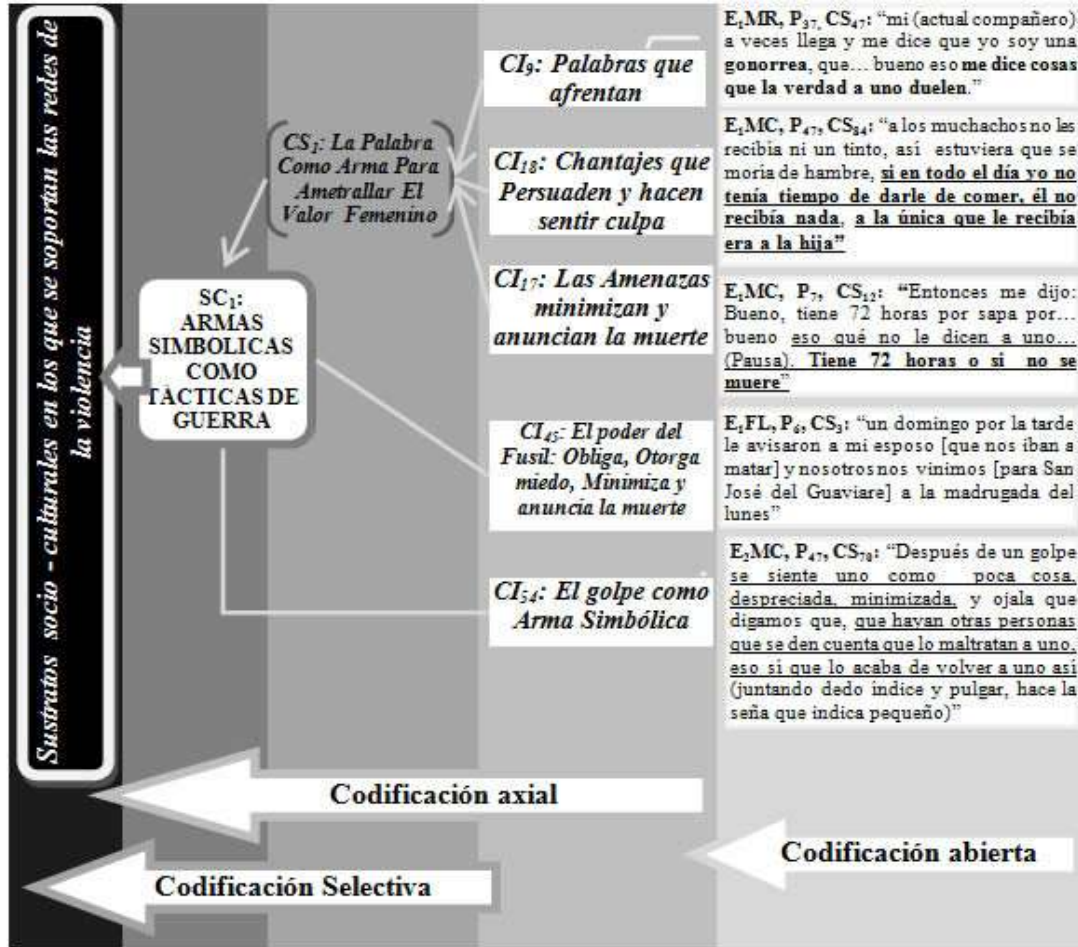 Sustratos socio - culturales en los que se soportan las redes de
la violencia
SC1:
ARMAS
SIMBOLICAS
COMO
TÀCTICAS DE
GUERRA
CS1: La Palabra
Como Arma Para
Ametrallar El
Valor Femenino
CI9: Palabras que
afrentan
CI18: Chantajes que
Persuaden y hacen
sentir culpa
CI17: Las Amenazas
minimizan y
anuncian la muerte
CI45: El poder del
Fusil: Obliga, Otorga
miedo, Minimiza y
anuncia la muerte
CI54: El golpe como
Arma Simbólica
E1MR, P37, CS47: “mi (actual compañero)
a veces llega y me dice que yo soy una
gonorrea, que… bueno eso me dice cosas
que la verdad a uno duelen.”
E1MC, P47, CS84: “a los muchachos no les
recibía ni un tinto, así estuviera que se
moria de hambre, si en todo el día yo no
tenía tiempo de darle de comer, él no
recibía nada, a la única que le recibía
era a la hija”
E1MC, P7, CS12: “Entonces me dijo:
Bueno, tiene 72 horas por sapa por…
bueno eso qué no le dicen a uno…
(Pausa). Tiene 72 horas o si no se
muere”
E1FL, P6, CS3: “un domingo por la tarde
le avisaron a mi esposo [que nos iban a
matar] y nosotros nos vinimos [para San
José del Guaviare] a la madrugada del
lunes”
E2MC, P47, CS70: “Después de un golpe
se siente uno como poca cosa,
despreciada, minimizada, y ojala que
digamos que, que hayan otras personas
que se den cuenta que lo maltratan a uno,
eso si que lo acaba de volver a uno así
(juntando dedo índice y pulgar, hace la
seña que indica pequeño)”
Codificación axial
Codificación abierta
Codificación Selectiva